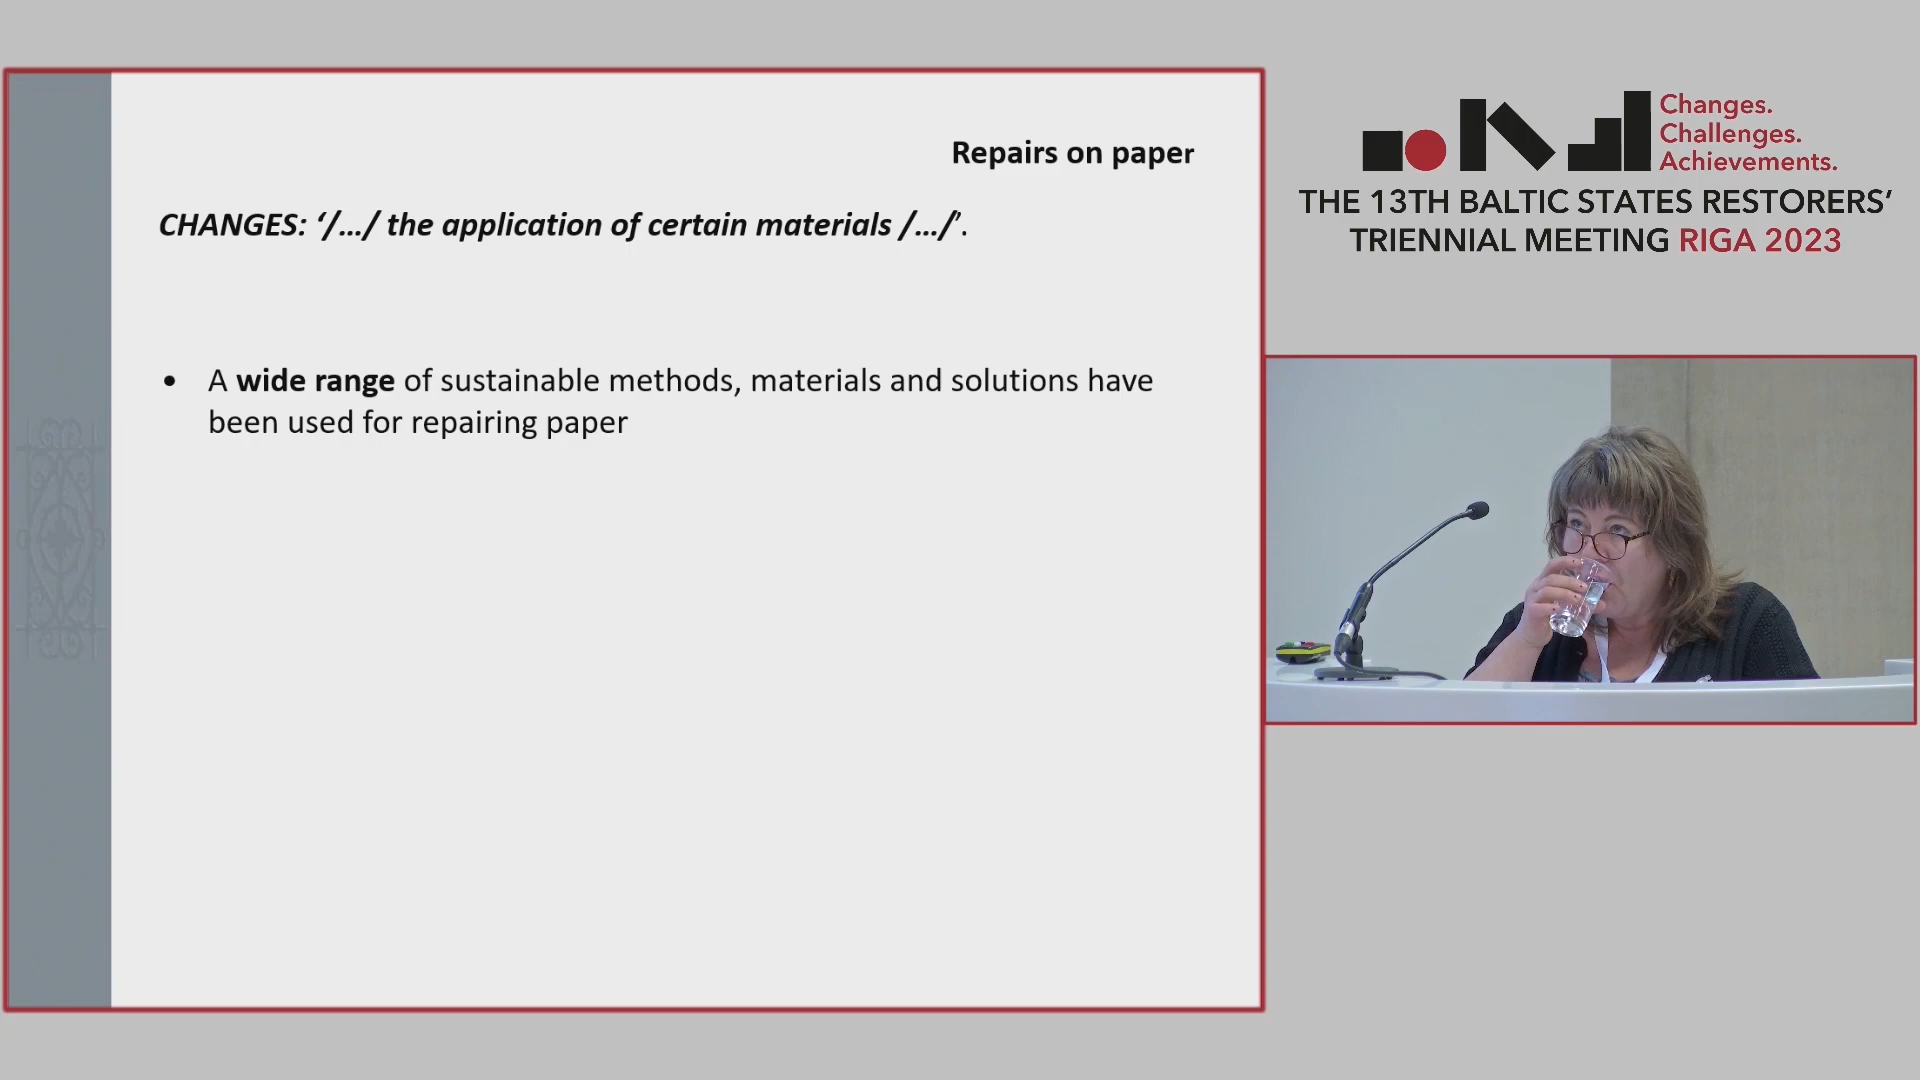 Repairs on paper
CHANGES: ‘/…/ the application of certain materials /…/’.
• A wide range of sustainable methods, materials and solutions have
been used for repairing paper
Changes.
Challenges.
Achievements.
THE 13TH BALTIC STATES RESTORERS’
TRIENNIAL MEETING RIGA 2023